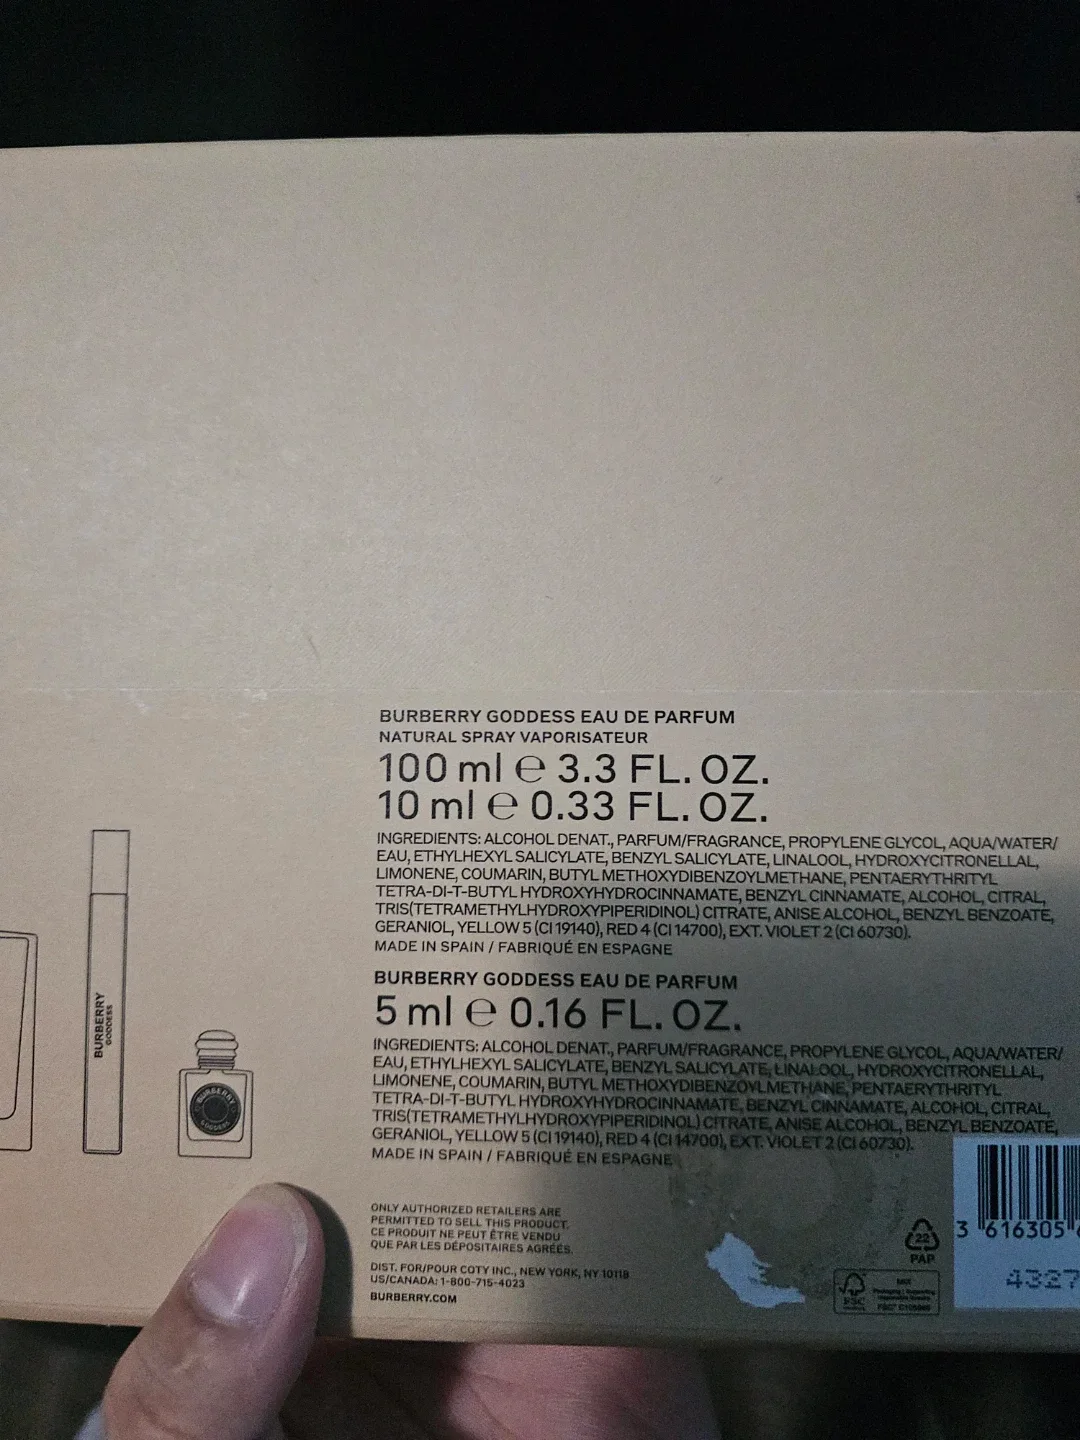 BURBERRY GODDESS EAU DE PARFUM
NATURAL SPRAY VAPORISATEUR
100 ml ℮ 3.3 FL. OZ.
10 ml ℮ 0.33 FL. OZ.
INGREDIENTS: ALCOHOL DENAT., PARFUM/FRAGRANCE, PROPYLENE GLYCOL, AQUA/WATER/
EAU, ETHYLHEXYL SALICYLATE, BENZYL SALICYLATE, LINALOOL, HYDROXYCITRONELLAL,
LIMONENE, COUMARIN, BUTYL METHOXYDIBENZOYLMETHANE, PENTAERYTHRITYL
TETRA-DI-T-BUTYL HYDROXYHYDROCINNAMATE, BENZYL CINNAMATE, ALCOHOL, CITRAL,
TRIS(TETRAMETHYLHYDROXYPIPERIDINOL) CITRATE, ANISE ALCOHOL, BENZYL BENZOATE,
GERANIOL, YELLOW 5 (CI 19140), RED 4 (CI 14700), EXT. VIOLET 2 (CI 60730).
MADE IN SPAIN / FABRIQUÉ EN ESPAGNE
BURBERRY GODDESS EAU DE PARFUM
5 ml ℮ 0.16 FL. OZ.
INGREDIENTS: ALCOHOL DENAT., PARFUM/FRAGRANCE, PROPYLENE GLYCOL, AQUA/WATER/
EAU, ETHYLHEXYL SALICYLATE, BENZYL SALICYLATE, LINALOOL, HYDROXYCITRONELLAL,
LIMONENE, COUMARIN, BUTYL METHOXYDIBENZOYLMETHANE, PENTAERYTHRITYL
TETRA-DI-T-BUTYL HYDROXYHYDROCINNAMATE, BENZYL CINNAMATE, ALCOHOL, CITRAL,
TRIS(TETRAMETHYLHYDROXYPIPERIDINOL) CITRATE, ANISE ALCOHOL, BENZYL BENZOATE,
GERANIOL, YELLOW 5 (CI 19140), RED 4 (CI 14700), EXT. VIOLET 2 (CI 60730).
MADE IN SPAIN / FABRIQUÉ EN ESPAGNE
ONLY AUTHORIZED RETAILERS ARE
PERMITTED TO SELL THIS PRODUCT.
CE PRODUIT NE PEUT ÊTRE VENDU
QUE PAR LES DÉPOSITAIRES AGRÉÉS.
DIST. FOR/POUR COTY INC., NEW YORK, NY 10118
US/CANADA: 1-800-715-4023
BURBERRY.COM
BURBERRY
GODDESS
BURBERRY
GODDESS
22
PAP
FSC
MIX
3 616305
4327